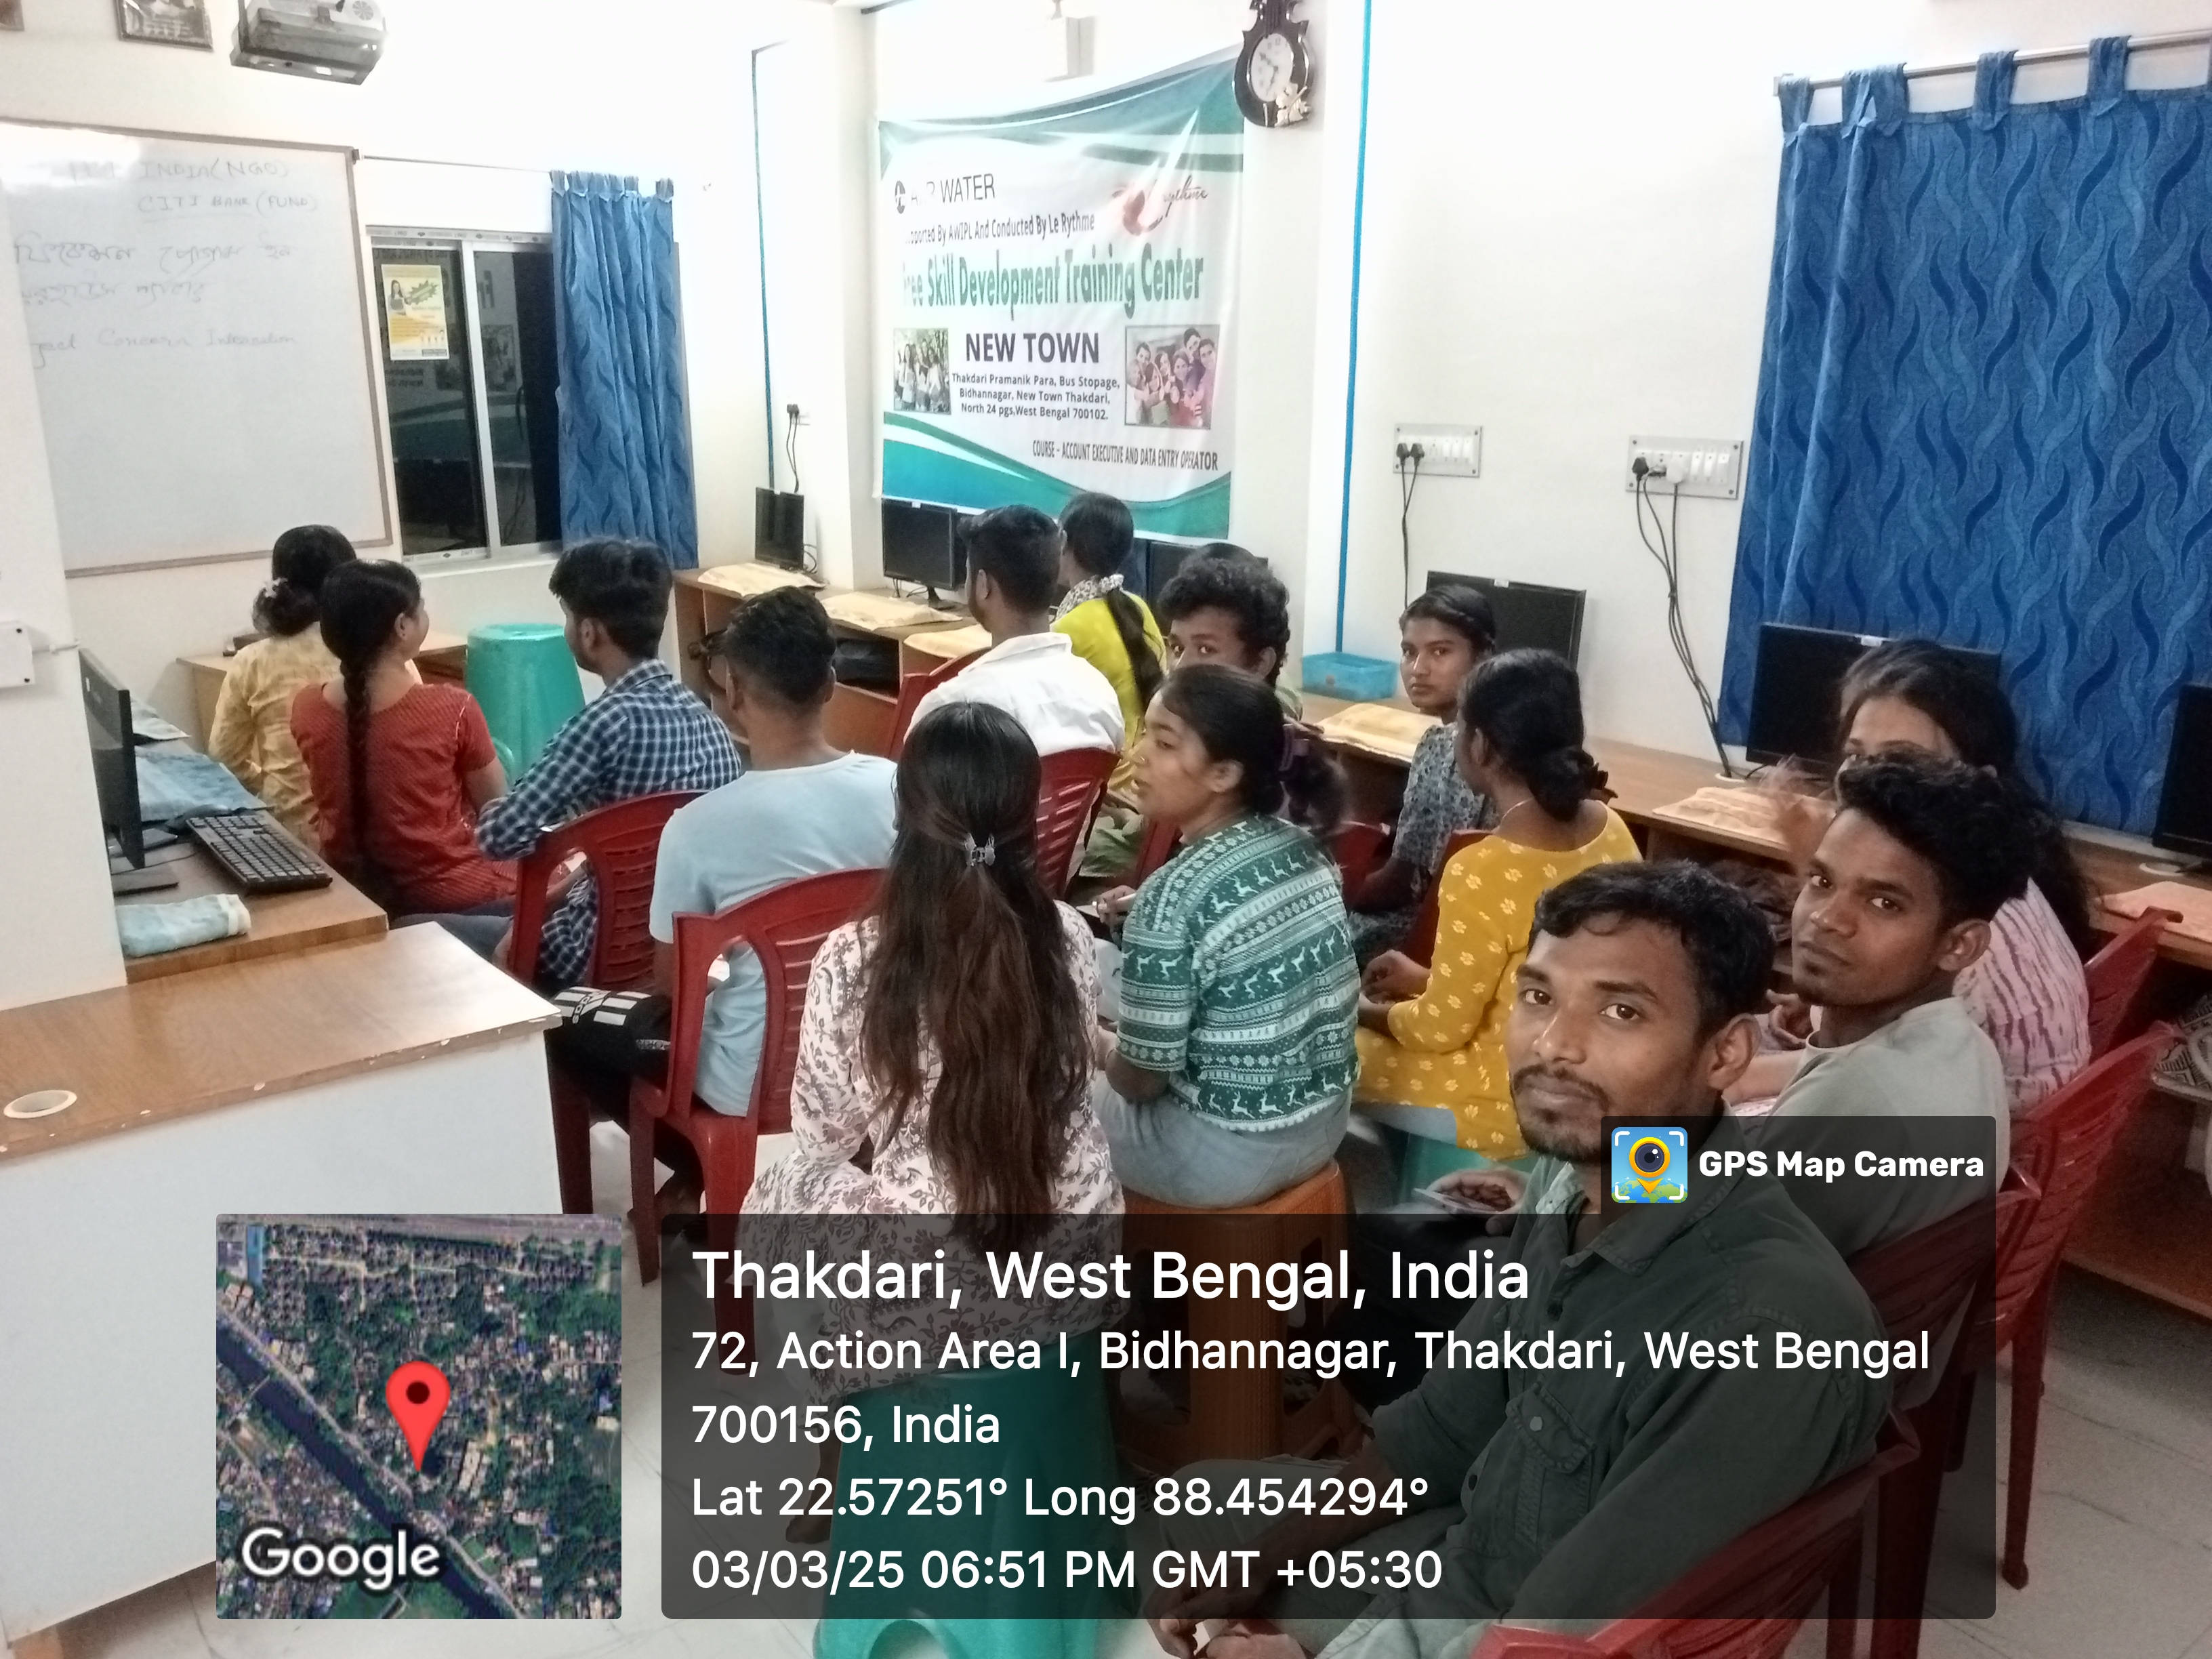 INDIA (NGO)
CITI BANK (FUND)
Concern
WATER
By AWIPL And Conducted By Le Rythme
Skill Development Training Center
NEW TOWN
Thakdari Pramanik Para, Bus Stopage,
Bidhannagar, New Town Thakdari,
North 24 pgs,West Bengal 700102.
COURSE - ACCOUNT EXECUTIVE AND DATA ENTRY OPERATOR
GPS Map Camera
Thakdari, West Bengal, India
72, Action Area I, Bidhannagar, Thakdari, West Bengal
700156, India
Lat 22.57251° Long 88.454294°
03/03/25 06:51 PM GMT +05:30
Google